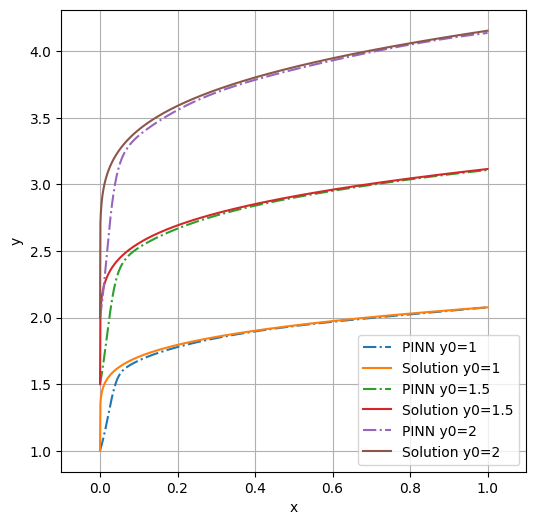 4.0
3.5
3.0
2.5
2.0
1.5
1.0
y
0.0 0.2 0.4 0.6 0.8 1.0
x
PINN y0=1
Solution y0=1
PINN y0=1.5
Solution y0=1.5
PINN y0=2
Solution y0=2